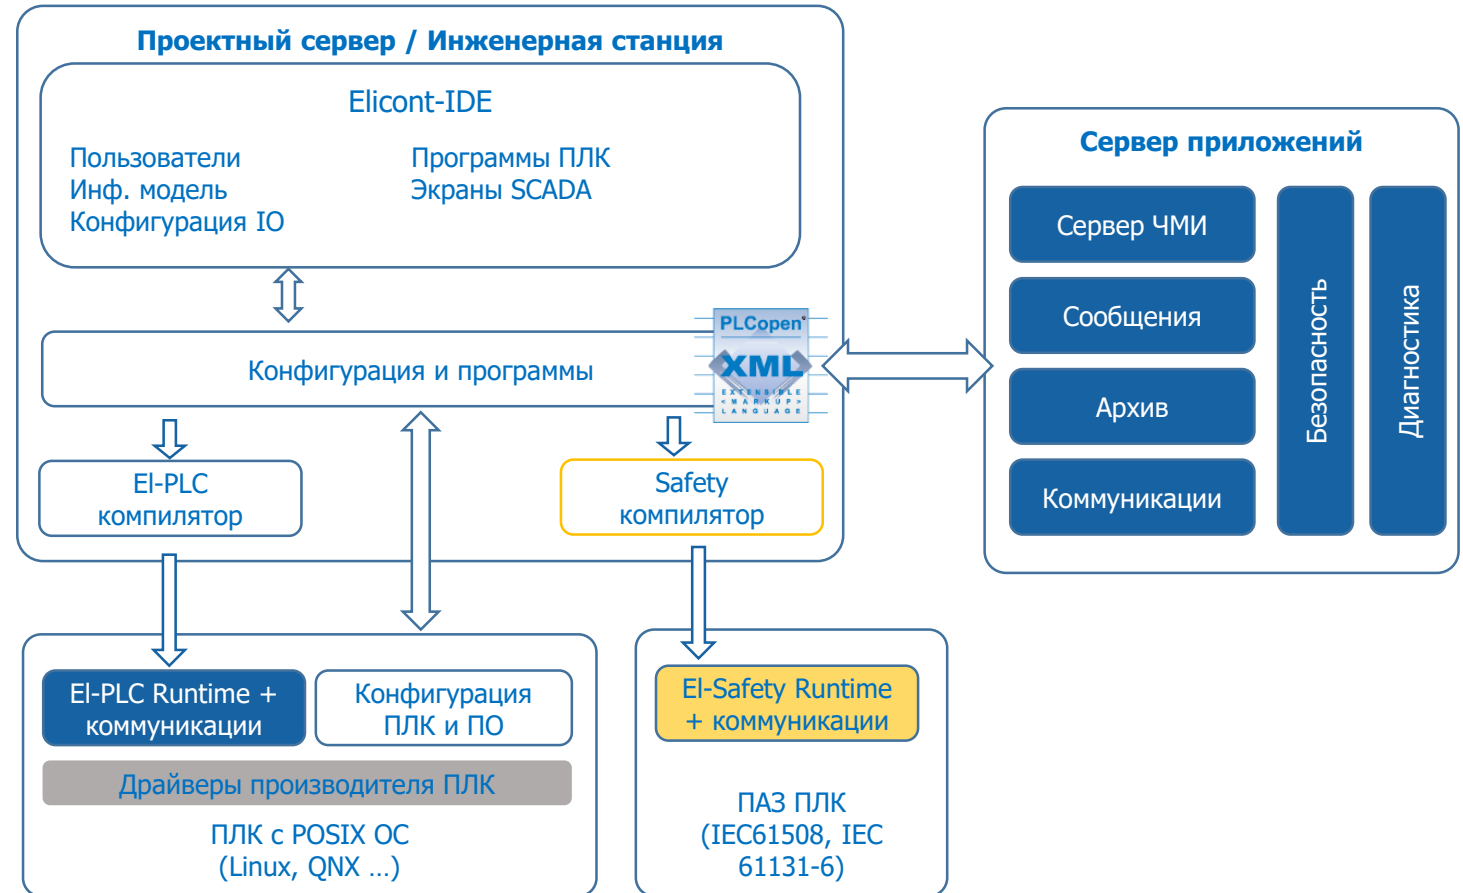 Проектный сервер / Инженерная станция
Elicont-IDE
Пользователи
Инф. модель
Конфигурация IO
Программы ПЛК
Экраны SCADA
Конфигурация и программы
PLCopen®
XML
EXTENSIBLE
<MARKUP>
LANGUAGE
El-PLC
компилятор
Safety
компилятор
Сервер приложений
Сервер ЧМИ
Сообщения
Архив
Коммуникации
Безопасность
Диагностика
El-PLC Runtime +
коммуникации
Конфигурация
ПЛК и ПО
Драйверы производителя ПЛК
ПЛК с POSIX ОС
(Linux, QNX ...)
El-Safety Runtime
+ коммуникации
ПАЗ ПЛК
(IEC61508, IEC
61131-6)